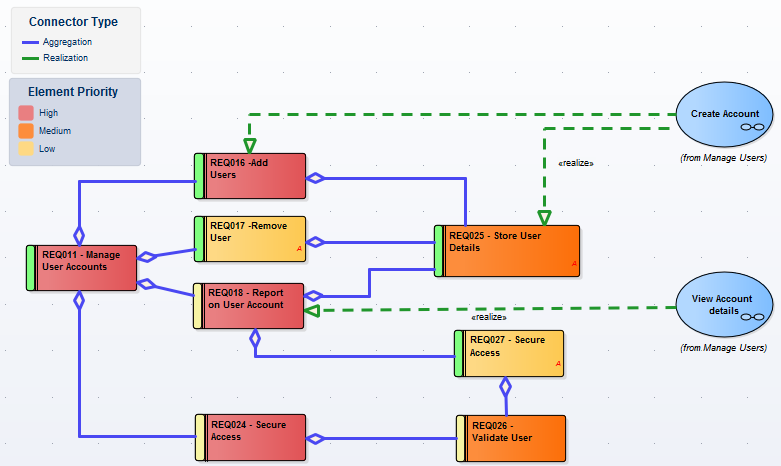 Connector Type
Aggregation
Realization
Element Priority
High
Medium
Low
Create Account
(from Manage Users)
«realize»
REQ016 -Add
Users
REQ017 -Remove
User
A
REQ025 - Store User
Details
A
REQ011 - Manage
User Accounts
REQ018 - Report
on User Account
View Account
details
(from Manage Users)
«realize»
REQ027 - Secure
Access
A
REQ024 - Secure
Access
REQ026 -
Validate User